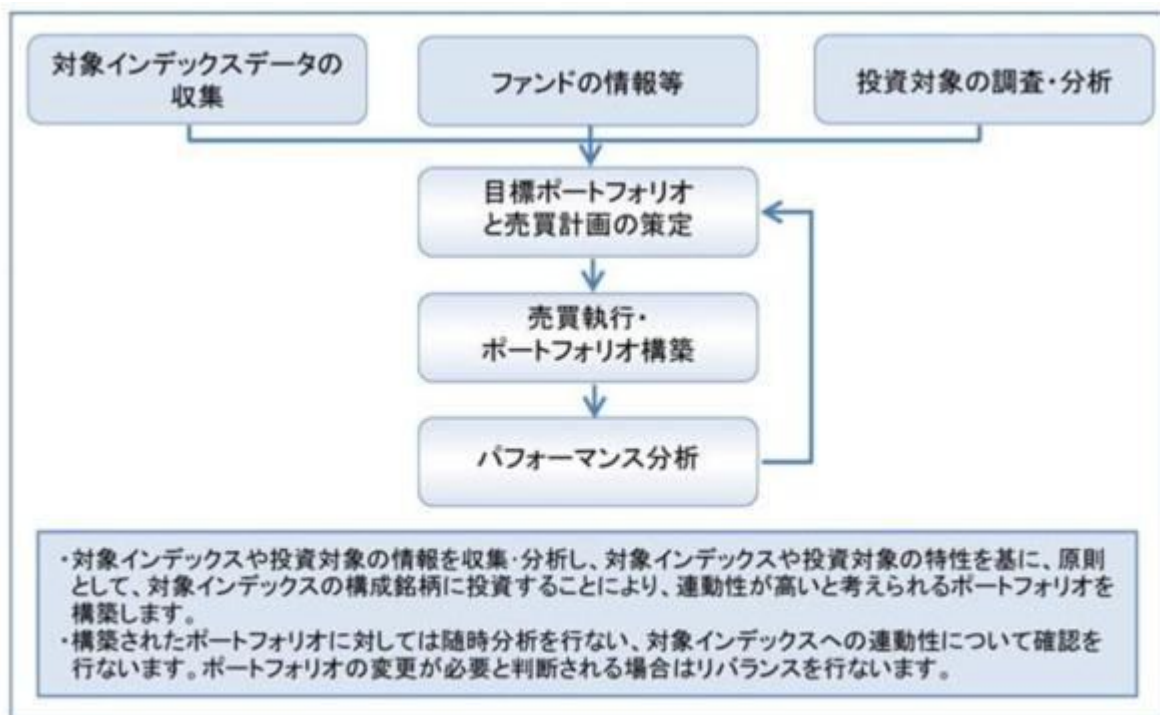 対象インデックスデータの
収集
ファンドの情報等
投資対象の調査・分析
目標ポートフォリオ
と売買計画の策定
売買執行・
ポートフォリオ構築
パフォーマンス分析
・対象インデックスや投資対象の情報を収集・分析し、対象インデックスや投資対象の特性を基に、原則
として、対象インデックスの構成銘柄に投資することにより、連動性が高いと考えられるポートフォリオを
構築します。
・構築されたポートフォリオに対しては随時分析を行ない、対象インデックスへの連動性について確認を
行ないます。ポートフォリオの変更が必要と判断される場合はリバランスを行ないます。